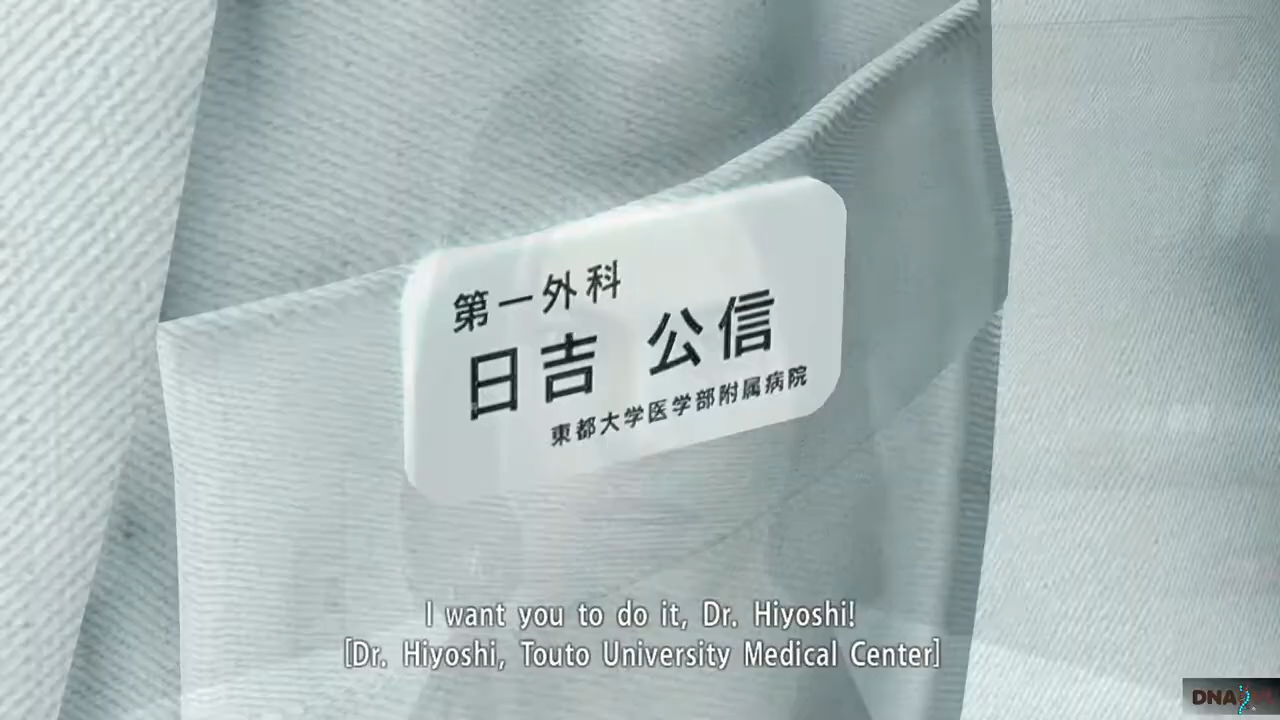 第一外科
日吉 公信
東都大学医学部附属病院
I want you to do it, Dr. Hiyoshi!
[Dr. Hiyoshi, Touto University Medical Center]
DNA